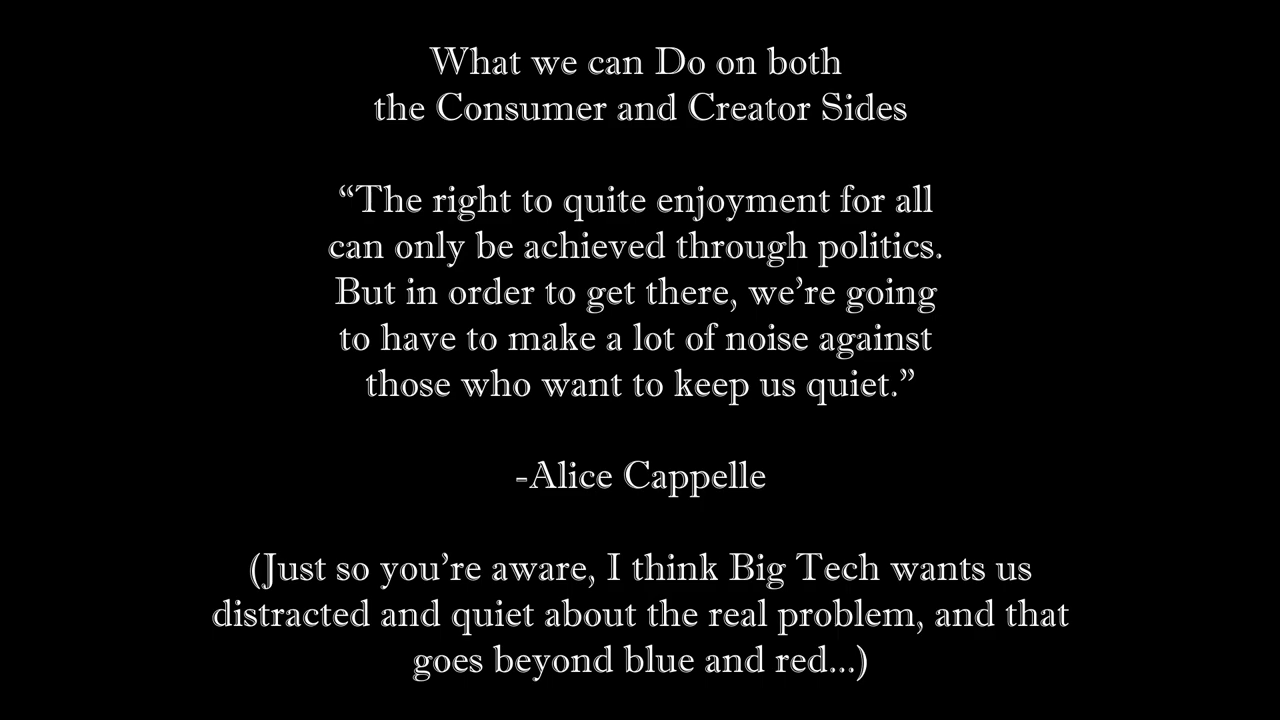 What we can Do on both
the Consumer and Creator Sides
“The right to quite enjoyment for all
can only be achieved through politics.
But in order to get there, we’re going
to have to make a lot of noise against
those who want to keep us quiet.”
-Alice Cappelle
(Just so you’re aware, I think Big Tech wants us
distracted and quiet about the real problem, and that
goes beyond blue and red...)